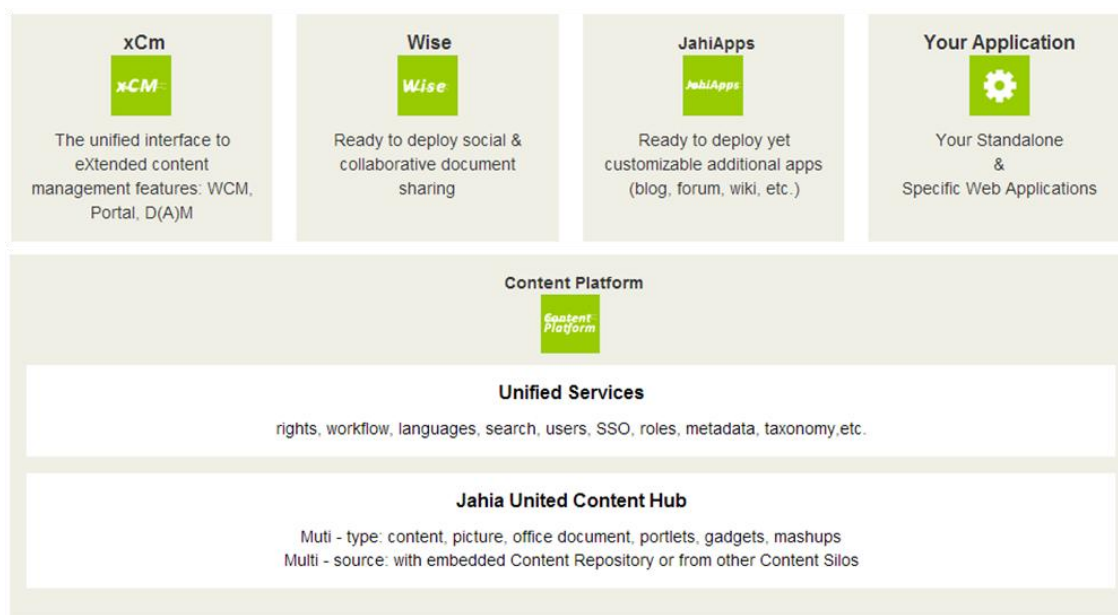 xCm
xCM
The unified interface to
eXtended content
management features: WCM,
Portal, D(A)M
Wise
Wise
Ready to deploy social &
collaborative document
sharing
JahiApps
JahiApps
Ready to deploy yet
customizable additional apps
(blog, forum, wiki, etc.)
Your Application
Your Standalone
&
Specific Web Applications
Content Platform
Content
Platform
Unified Services
rights, workflow, languages, search, users, SSO, roles, metadata, taxonomy,etc.
Jahia United Content Hub
Muti - type: content, picture, office document, portlets, gadgets, mashups
Multi - source: with embedded Content Repository or from other Content Silos